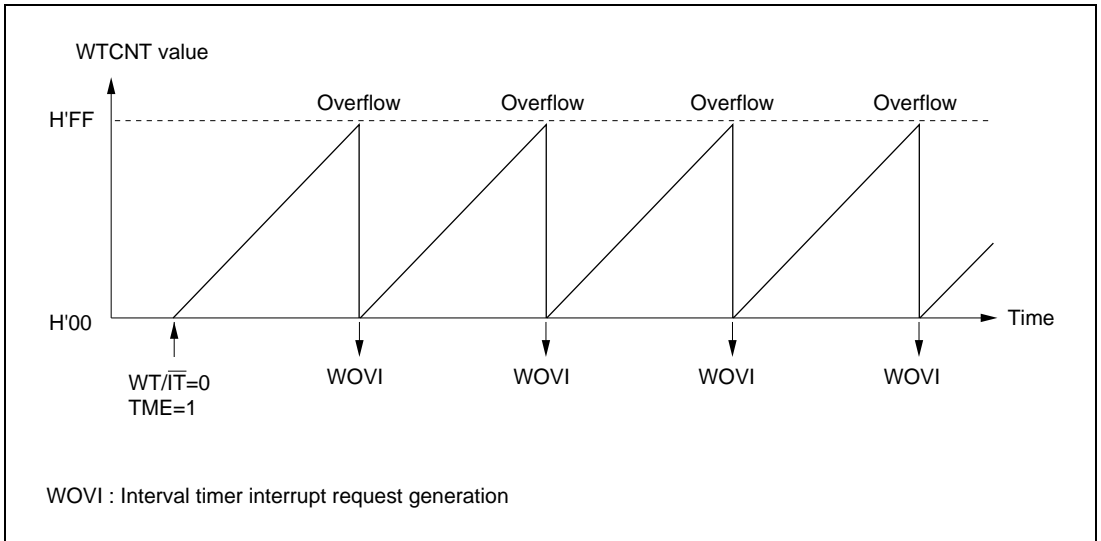 WTCNT value
Overflow Overflow Overflow Overflow
H'FF
H'00
Time
WT/I̅T̅=0
TME=1
WOVI WOVI WOVI WOVI
WOVI : Interval timer interrupt request generation